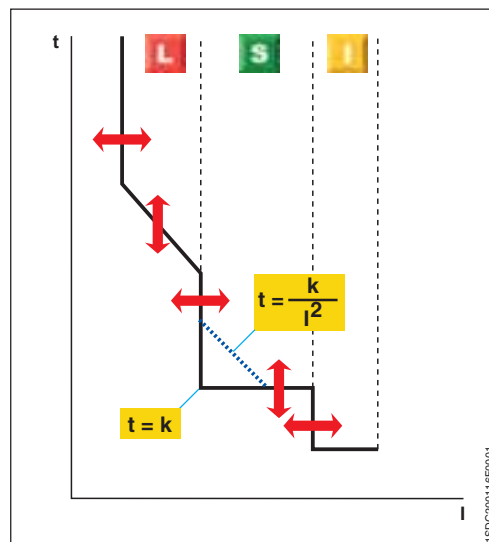 t
L S I
t = k
I²
t = k
I